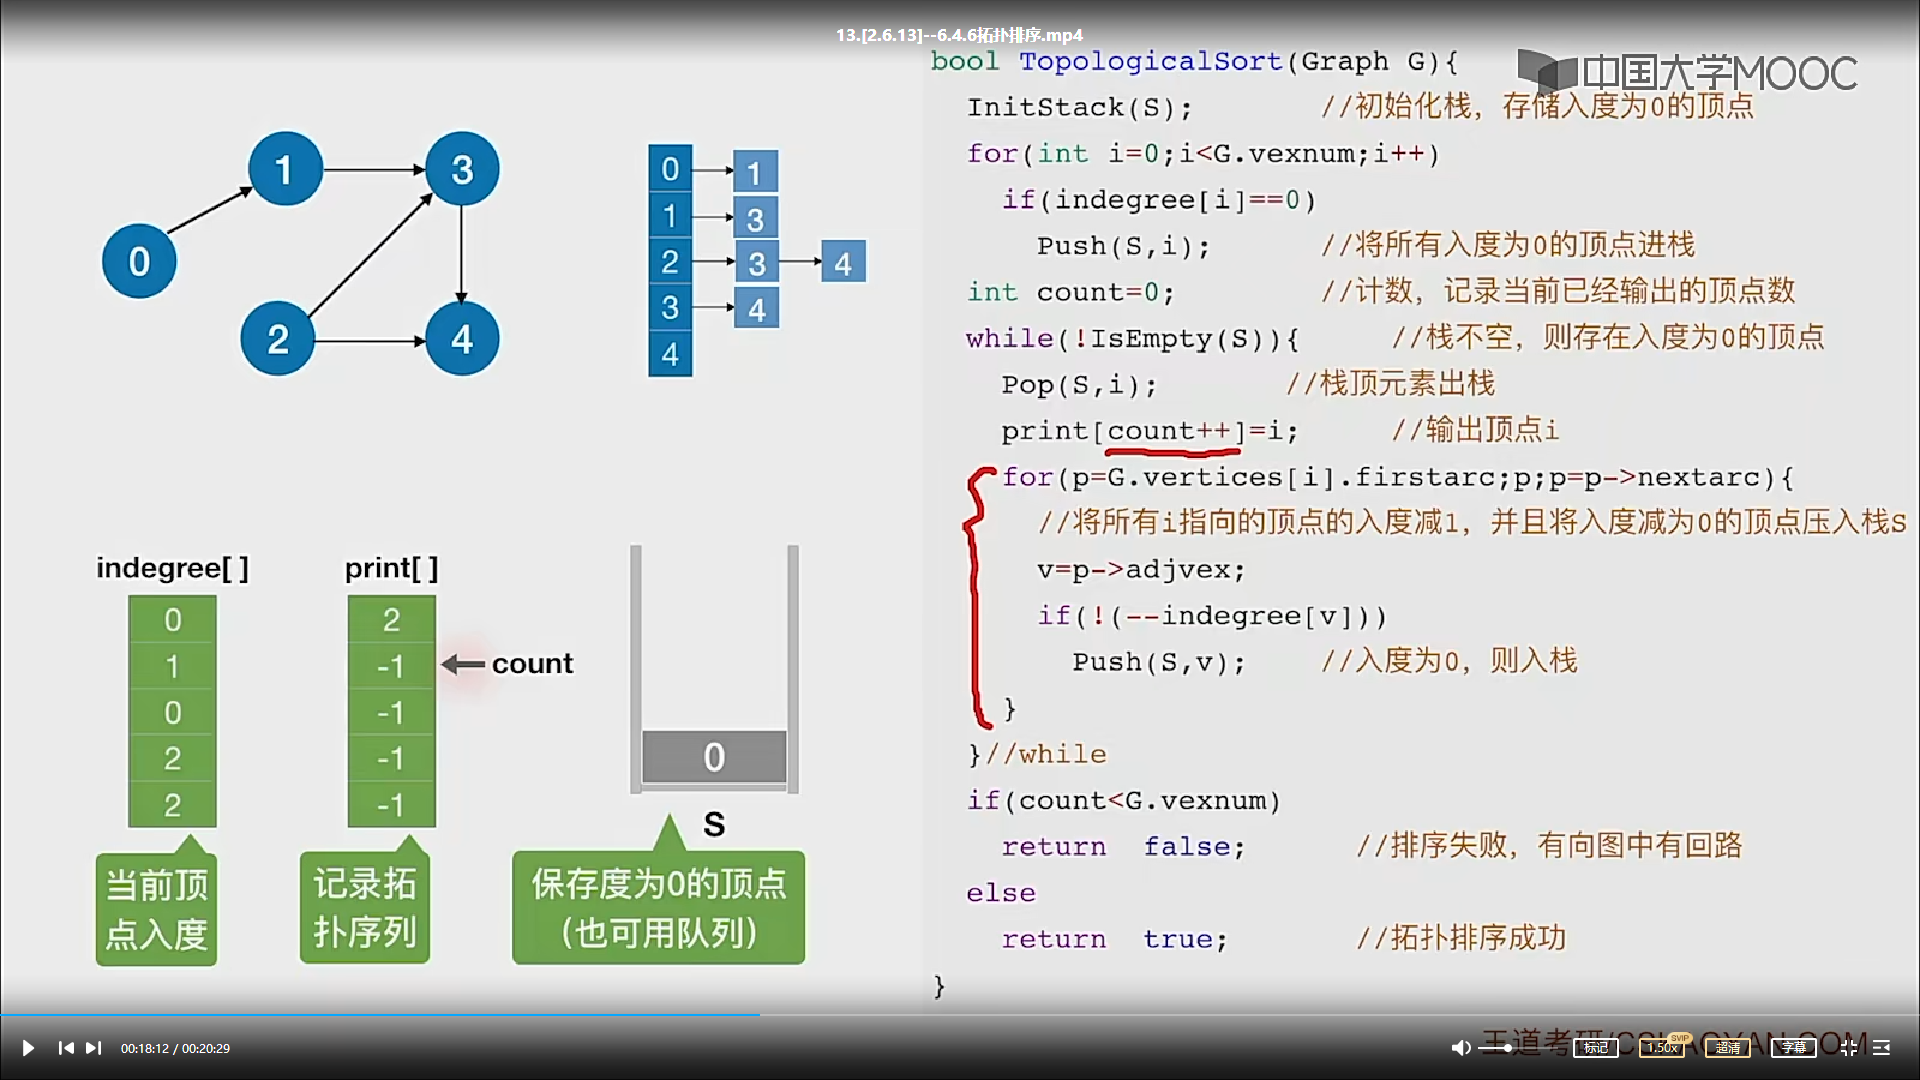 13.[2.6.13]--6.4.6拓扑排序.mp4
中国大学MOOC
0
1
2
3
4
0 1
1 3
2 3 4
3 4
4
indegree[ ]
0
1
0
2
2
当前顶
点入度
print[ ]
2
-1
-1
-1
-1
count
记录拓
扑序列
0
S
保存度为0的顶点
（也可用队列）
bool TopologicalSort(Graph G){
InitStack(S); //初始化栈，存储入度为0的顶点
for(int i=0;i<G.vexnum;i++)
if(indegree[i]==0)
Push(S,i); //将所有入度为0的顶点进栈
int count=0; //计数，记录当前已经输出的顶点数
while(!IsEmpty(S)){ //栈不空，则存在入度为0的顶点
Pop(S,i); //栈顶元素出栈
print[count++]=i; //输出顶点i
for(p=G.vertices[i].firstarc;p;p=p->nextarc){
//将所有i指向的顶点的入度减1，并且将入度减为0的顶点压入栈S
v=p->adjvex;
if(!(--indegree[v]))
Push(S,v); //入度为0，则入栈
}
}//while
if(count<G.vexnum)
return false; //排序失败，有向图中有回路
else
return true; //拓扑排序成功
}
王道考研/CSKAOYAN.COM
00:18:12 / 00:20:29
标记
1.50x
SVIP
超清
字幕